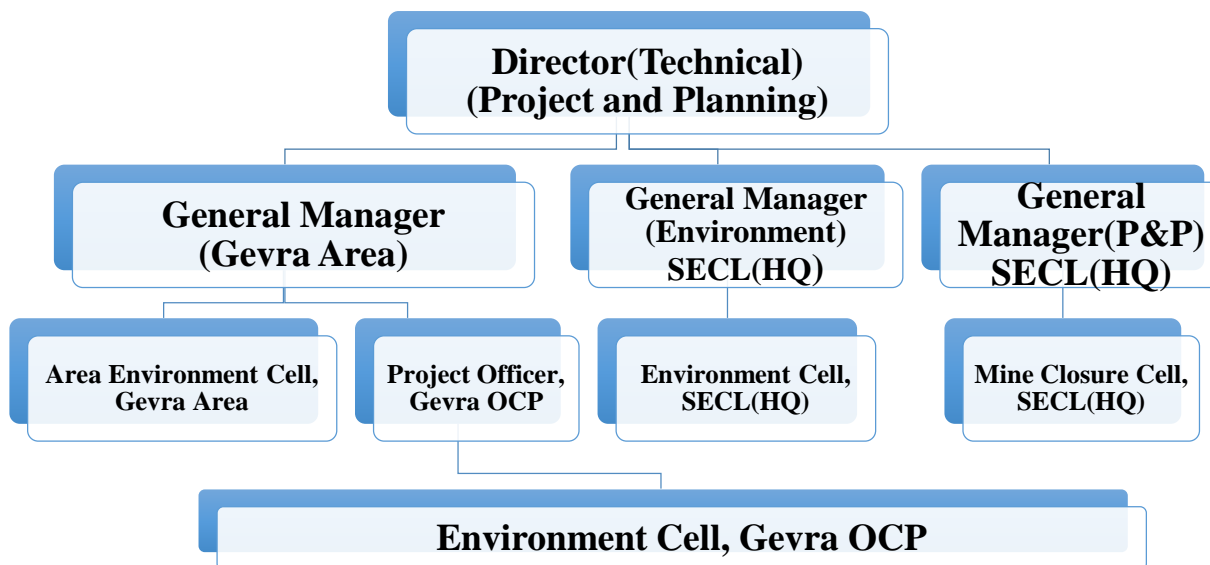 Director(Technical)
(Project and Planning)
General Manager
(Gevra Area)
General Manager
(Environment)
SECL(HQ)
General
Manager(P&P)
SECL(HQ)
Area Environment Cell,
Gevra Area
Project Officer,
Gevra OCP
Environment Cell,
SECL(HQ)
Mine Closure Cell,
SECL(HQ)
Environment Cell, Gevra OCP